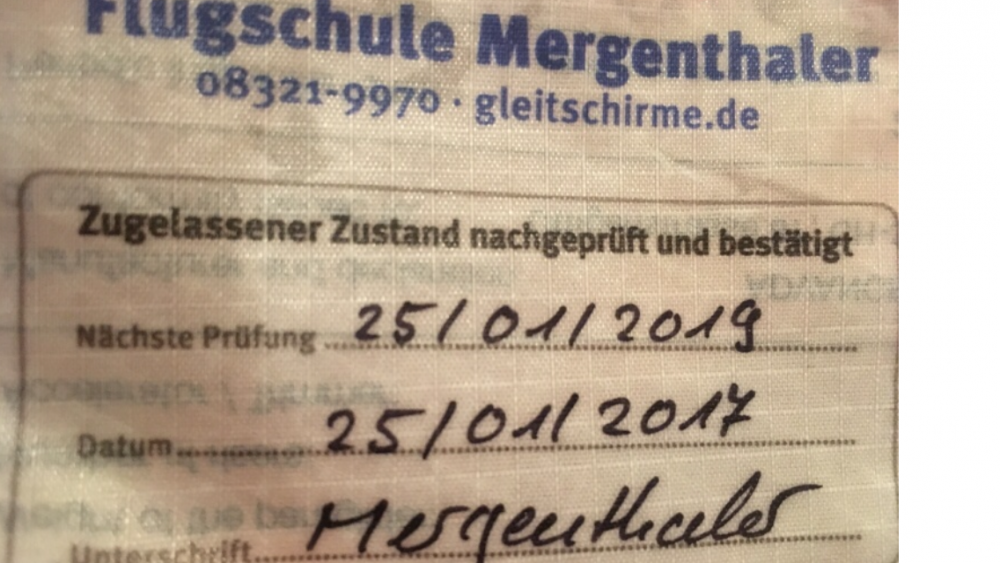 Flugschule Mergenthaler
08321-9970 · gleitschirme.de
Zugelassener Zustand nachgeprüft und bestätigt
Nächste Prüfung 25/01/2019
Datum 25/01/2017
Unterschrift Mergenthaler